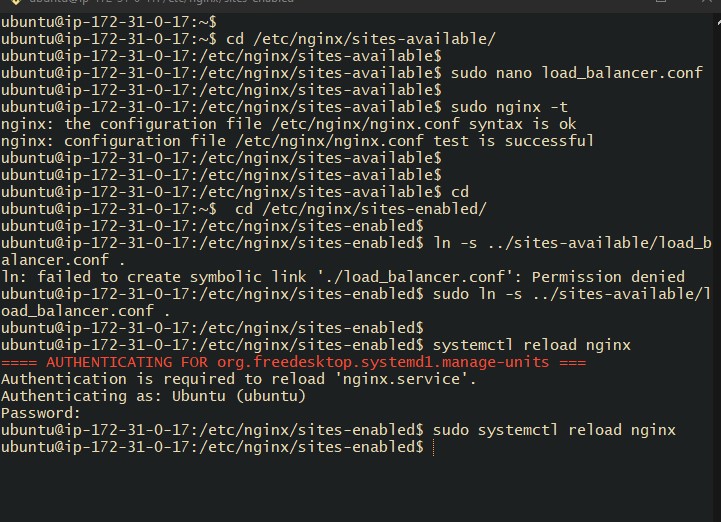 ubuntu@ip-172-31-0-17:~$
ubuntu@ip-172-31-0-17:~$ cd /etc/nginx/sites-available/
ubuntu@ip-172-31-0-17:/etc/nginx/sites-available$
ubuntu@ip-172-31-0-17:/etc/nginx/sites-available$ sudo nano load_balancer.conf
ubuntu@ip-172-31-0-17:/etc/nginx/sites-available$
ubuntu@ip-172-31-0-17:/etc/nginx/sites-available$ sudo nginx -t
nginx: the configuration file /etc/nginx/nginx.conf syntax is ok
nginx: configuration file /etc/nginx/nginx.conf test is successful
ubuntu@ip-172-31-0-17:/etc/nginx/sites-available$
ubuntu@ip-172-31-0-17:/etc/nginx/sites-available$
ubuntu@ip-172-31-0-17:/etc/nginx/sites-available$ cd
ubuntu@ip-172-31-0-17:~$  cd /etc/nginx/sites-enabled/
ubuntu@ip-172-31-0-17:/etc/nginx/sites-enabled$
ubuntu@ip-172-31-0-17:/etc/nginx/sites-enabled$ ln -s ../sites-available/load_b
alancer.conf .
ln: failed to create symbolic link './load_balancer.conf': Permission denied
ubuntu@ip-172-31-0-17:/etc/nginx/sites-enabled$ sudo ln -s ../sites-available/l
oad_balancer.conf .
ubuntu@ip-172-31-0-17:/etc/nginx/sites-enabled$
ubuntu@ip-172-31-0-17:/etc/nginx/sites-enabled$ systemctl reload nginx
==== AUTHENTICATING FOR org.freedesktop.systemd1.manage-units ===
Authentication is required to reload 'nginx.service'.
Authenticating as: Ubuntu (ubuntu)
Password:
ubuntu@ip-172-31-0-17:/etc/nginx/sites-enabled$ sudo systemctl reload nginx
ubuntu@ip-172-31-0-17:/etc/nginx/sites-enabled$